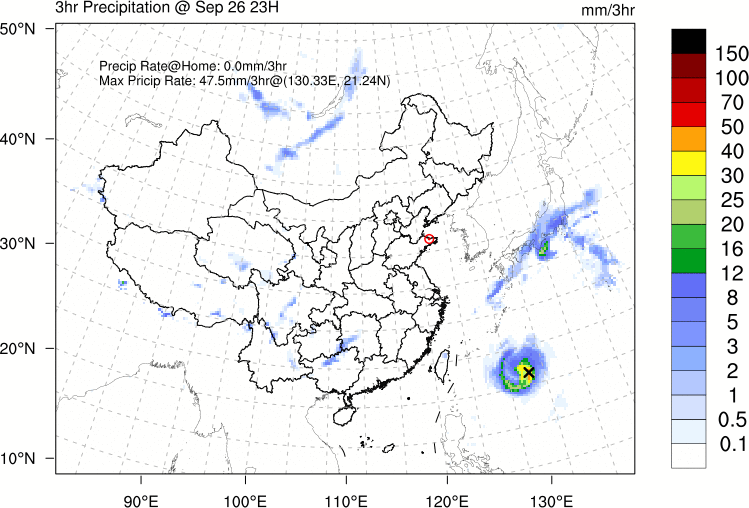 3hr Precipitation @ Sep 26 23H
mm/3hr
50°N
Precip Rate@Home: 0.0mm/3hr
Max Pricip Rate: 47.5mm/3hr@(130.33E, 21.24N)
40°N
30°N
20°N
10°N
90°E
100°E
110°E
120°E
130°E
150
100
70
50
40
30
25
20
16
12
8
5
3
2
1
0.5
0.1